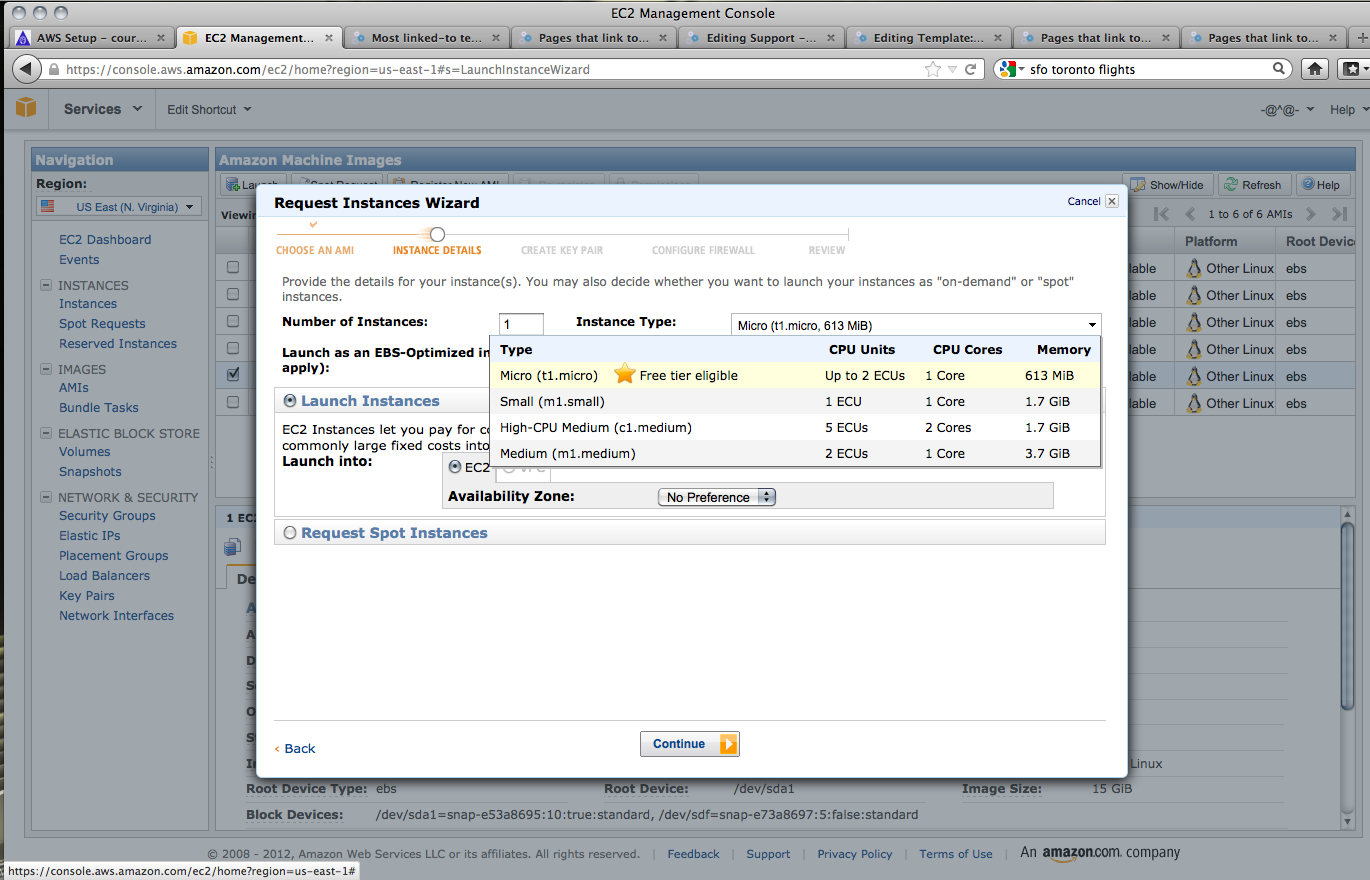 EC2 Management Console
AWS Setup – cour...
EC2 Management...
Most linked-to te...
Pages that link to...
Editing Support –...
Editing Template:...
Pages that link to...
Pages that link to...
https://console.aws.amazon.com/ec2/home?region=us-east-1#s=LaunchInstanceWizard
sfo toronto flights
Services
Edit Shortcut
-@^@-
Help
Navigation
Region:
US East (N. Virginia)
EC2 Dashboard
Events
INSTANCES
Instances
Spot Requests
Reserved Instances
IMAGES
AMIs
Bundle Tasks
ELASTIC BLOCK STORE
Volumes
Snapshots
NETWORK & SECURITY
Security Groups
Elastic IPs
Placement Groups
Load Balancers
Key Pairs
Network Interfaces
Amazon Machine Images
Show/Hide
Refresh
Help
1 to 6 of 6 AMIs
Platform
Root Devic
lable Other Linux ebs
lable Other Linux ebs
lable Other Linux ebs
lable Other Linux ebs
lable Other Linux ebs
lable Other Linux ebs
Request Instances Wizard
Cancel
CHOOSE AN AMI
INSTANCE DETAILS
CREATE KEY PAIR
CONFIGURE FIREWALL
REVIEW
Provide the details for your instance(s). You may also decide whether you want to launch your instances as "on-demand" or "spot"
instances.
Number of Instances: 1
Instance Type: Micro (t1.micro, 613 MiB)
Launch as an EBS-Optimized in
apply):
Type CPU Units CPU Cores Memory
Micro (t1.micro) Free tier eligible Up to 2 ECUs 1 Core 613 MiB
Small (m1.small) 1 ECU 1 Core 1.7 GiB
High-CPU Medium (c1.medium) 5 ECUs 2 Cores 1.7 GiB
Medium (m1.medium) 2 ECUs 1 Core 3.7 GiB
Launch Instances
EC2 Instances let you pay for co
commonly large fixed costs into
Launch into:
EC2
Availability Zone: No Preference
Request Spot Instances
Back
Continue
1 EC
De
Linux
Root Device Type: ebs
Root Device: /dev/sda1
Image Size: 15 GiB
Block Devices: /dev/sda1=snap-e53a8695:10:true:standard, /dev/sdf=snap-e73a8697:5:false:standard
© 2008 - 2012, Amazon Web Services LLC or its affiliates. All rights reserved. | Feedback | Support | Privacy Policy | Terms of Use | An amazon.com. company
https://console.aws.amazon.com/ec2/home?region=us-east-1#